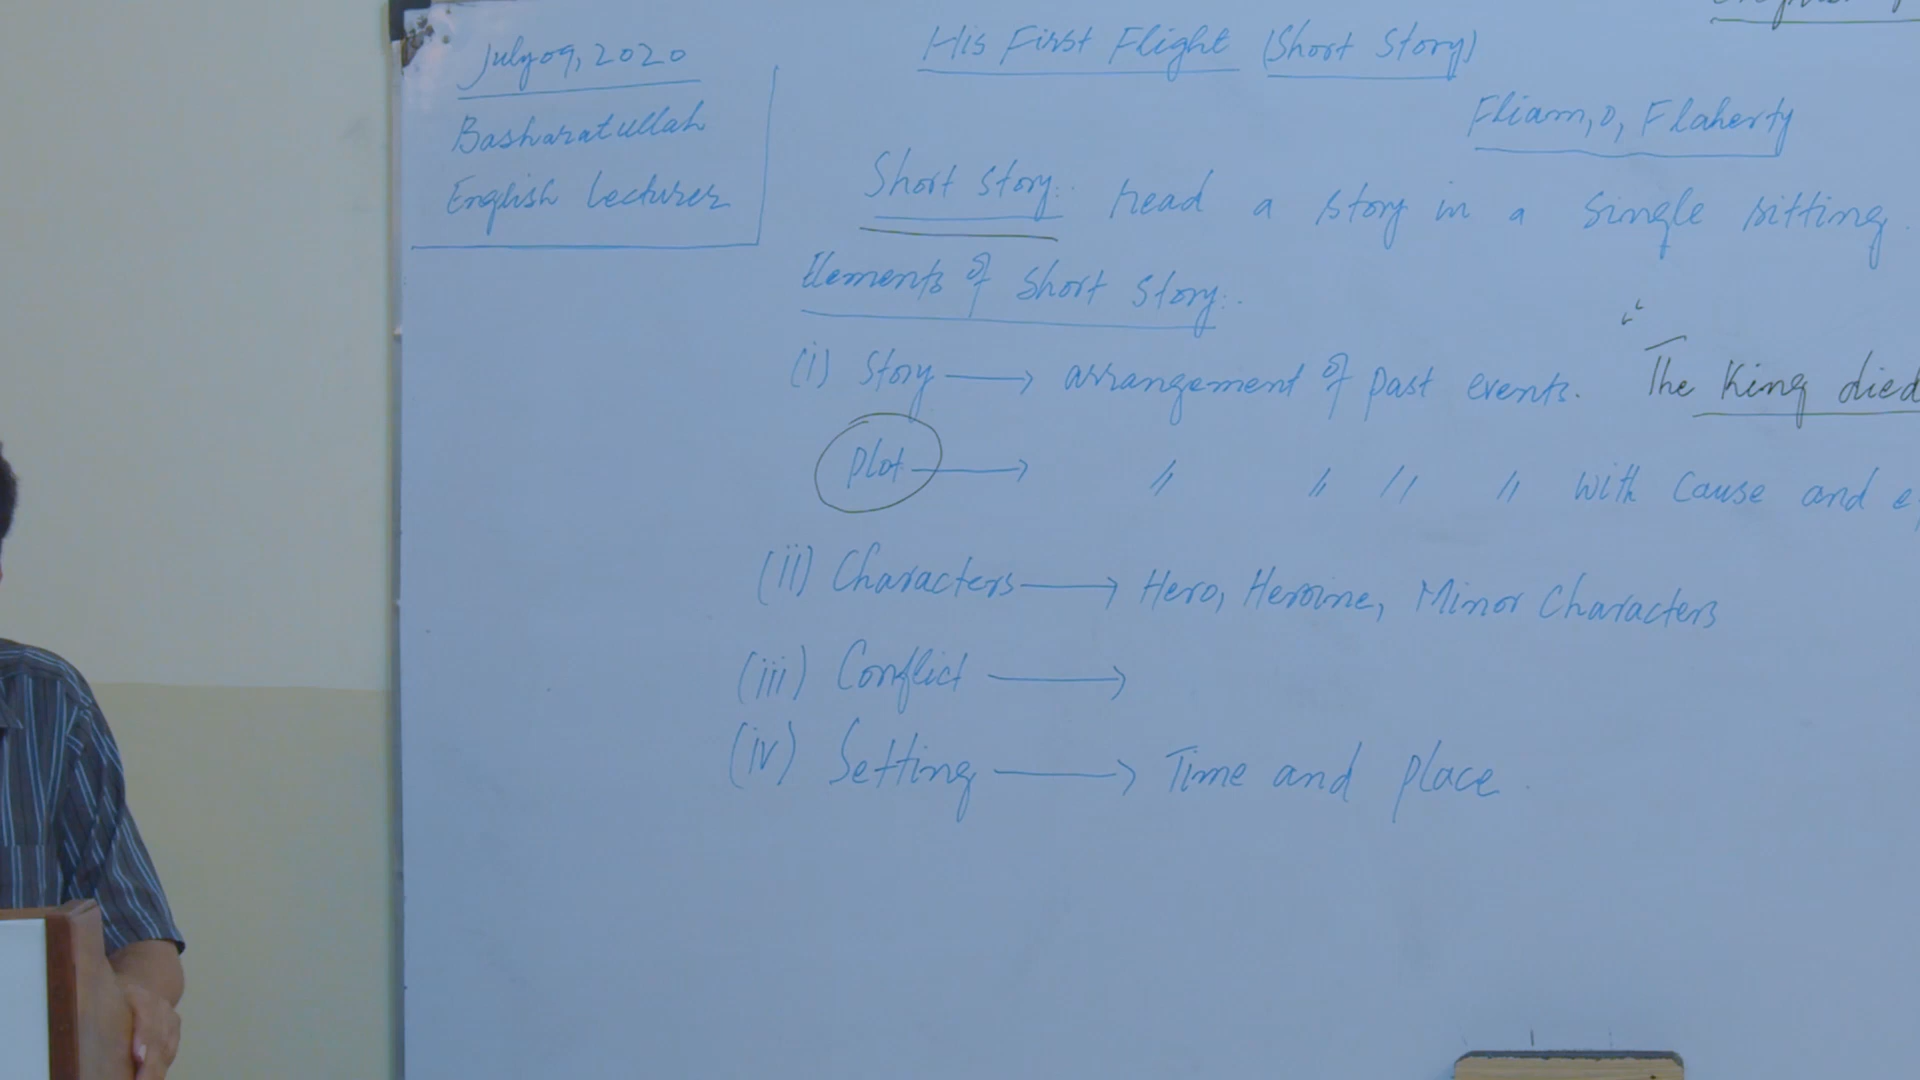 July 09, 2020
Basharatullah
English Lecturer
His First Flight (Short Story)
Fliam, O, Flaherty
Short Story:. read a story in a single sitting.
Elements of Short Story:.
(i) Story → arrangement of past events. " The King died
Plot → " " " " with Cause and
(ii) Characters → Hero, Heroine, Minor Characters
(iii) Conflict →
(iv) Setting → Time and place.